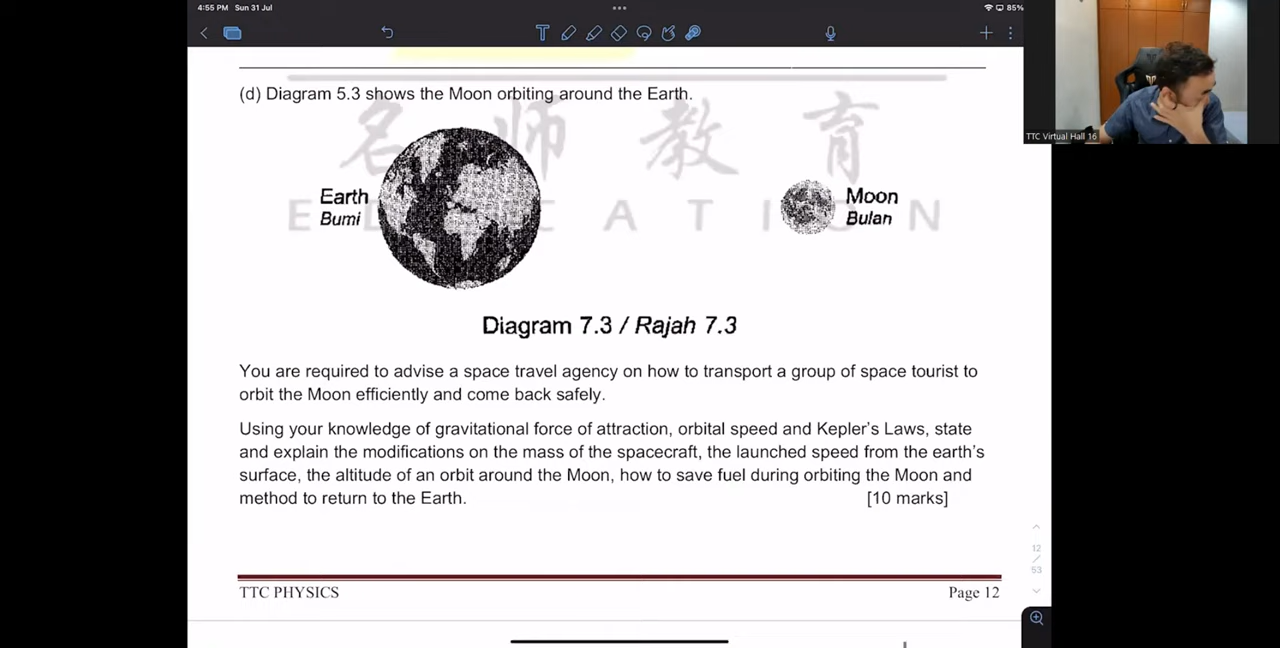 4:55 PM Sun 31 Jul
85%
TTC Virtual Hall 16
(d) Diagram 5.3 shows the Moon orbiting around the Earth.
名 师 教 育
Earth
Bumi
Moon
Bulan
EDUCATION
Diagram 7.3 / Rajah 7.3
You are required to advise a space travel agency on how to transport a group of space tourist to
orbit the Moon efficiently and come back safely.
Using your knowledge of gravitational force of attraction, orbital speed and Kepler's Laws, state
and explain the modifications on the mass of the spacecraft, the launched speed from the earth's
surface, the altitude of an orbit around the Moon, how to save fuel during orbiting the Moon and
method to return to the Earth. [10 marks]
12
53
TTC PHYSICS Page 12